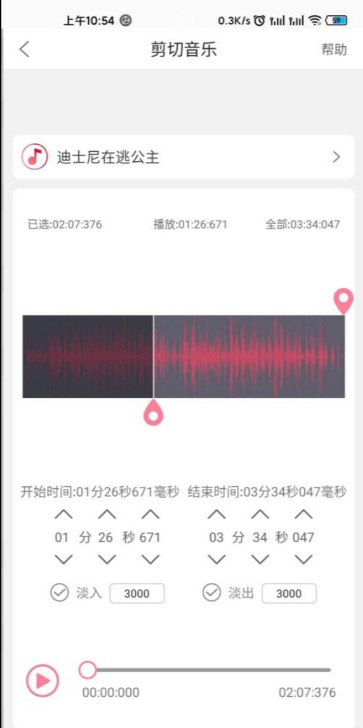 上午10:54 0.3K/s 59
剪切音乐 帮助
迪士尼在逃公主
已选:02:07:376 播放:01:26:671 全部:03:34:047
开始时间:01分26秒671毫秒 结束时间:03分34秒047毫秒
01 分 26 秒 671 03 分 34 秒 047
淡入 3000 淡出 3000
00:00:000 02:07:376